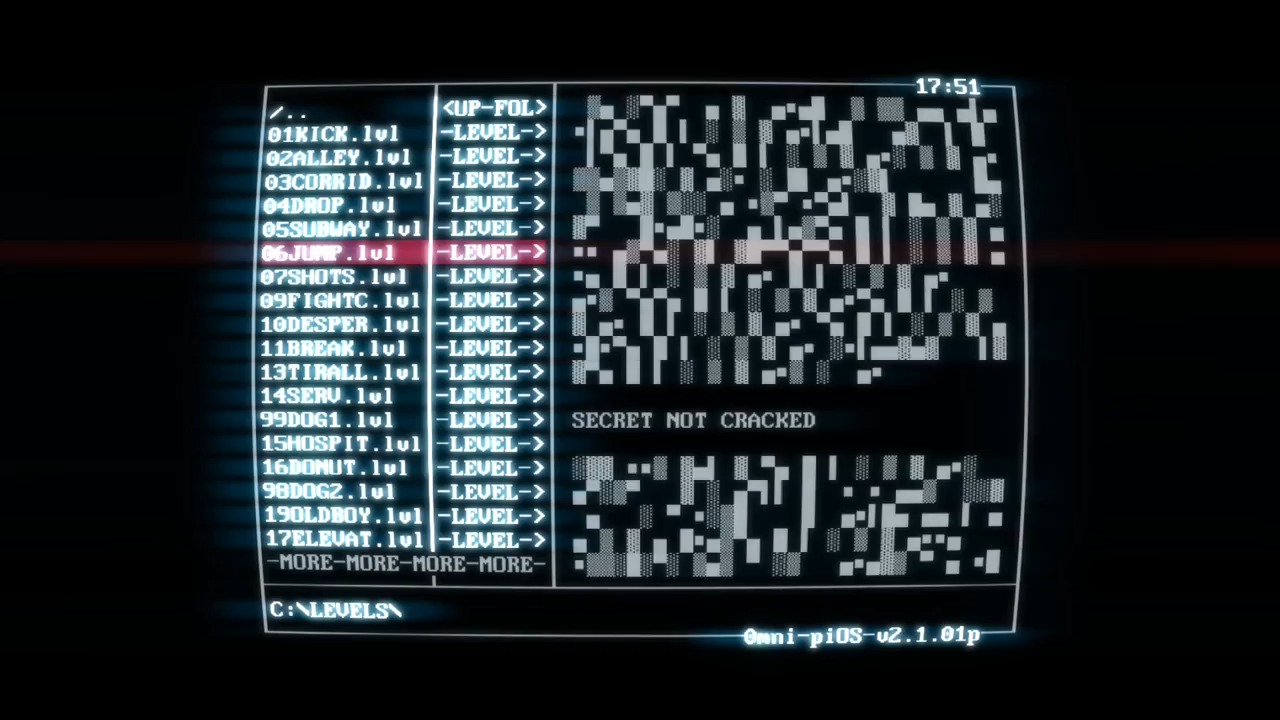 17:51
/.. <UP-FOL>
01KICK.lvl -LEVEL->
02ALLEY.lvl -LEVEL->
03CORRID.lvl -LEVEL->
04DROP.lvl -LEVEL->
05SUBWAY.lvl -LEVEL->
06JUMP.lvl -LEVEL->
07SHOTS.lvl -LEVEL->
09FIGHTC.lvl -LEVEL->
10DESPER.lvl -LEVEL->
11BREAK.lvl -LEVEL->
13TIRALL.lvl -LEVEL->
14SERV.lvl -LEVEL->
99DOG1.lvl -LEVEL-> SECRET NOT CRACKED
15HOSPIT.lvl -LEVEL->
16DONUT.lvl -LEVEL->
98DOG2.lvl -LEVEL->
19OLDBOY.lvl -LEVEL->
17ELEVAT.lvl -LEVEL->
-MORE-MORE-MORE-MORE-
C:\LEVELS\
0mni-piOS-v2.1.01p